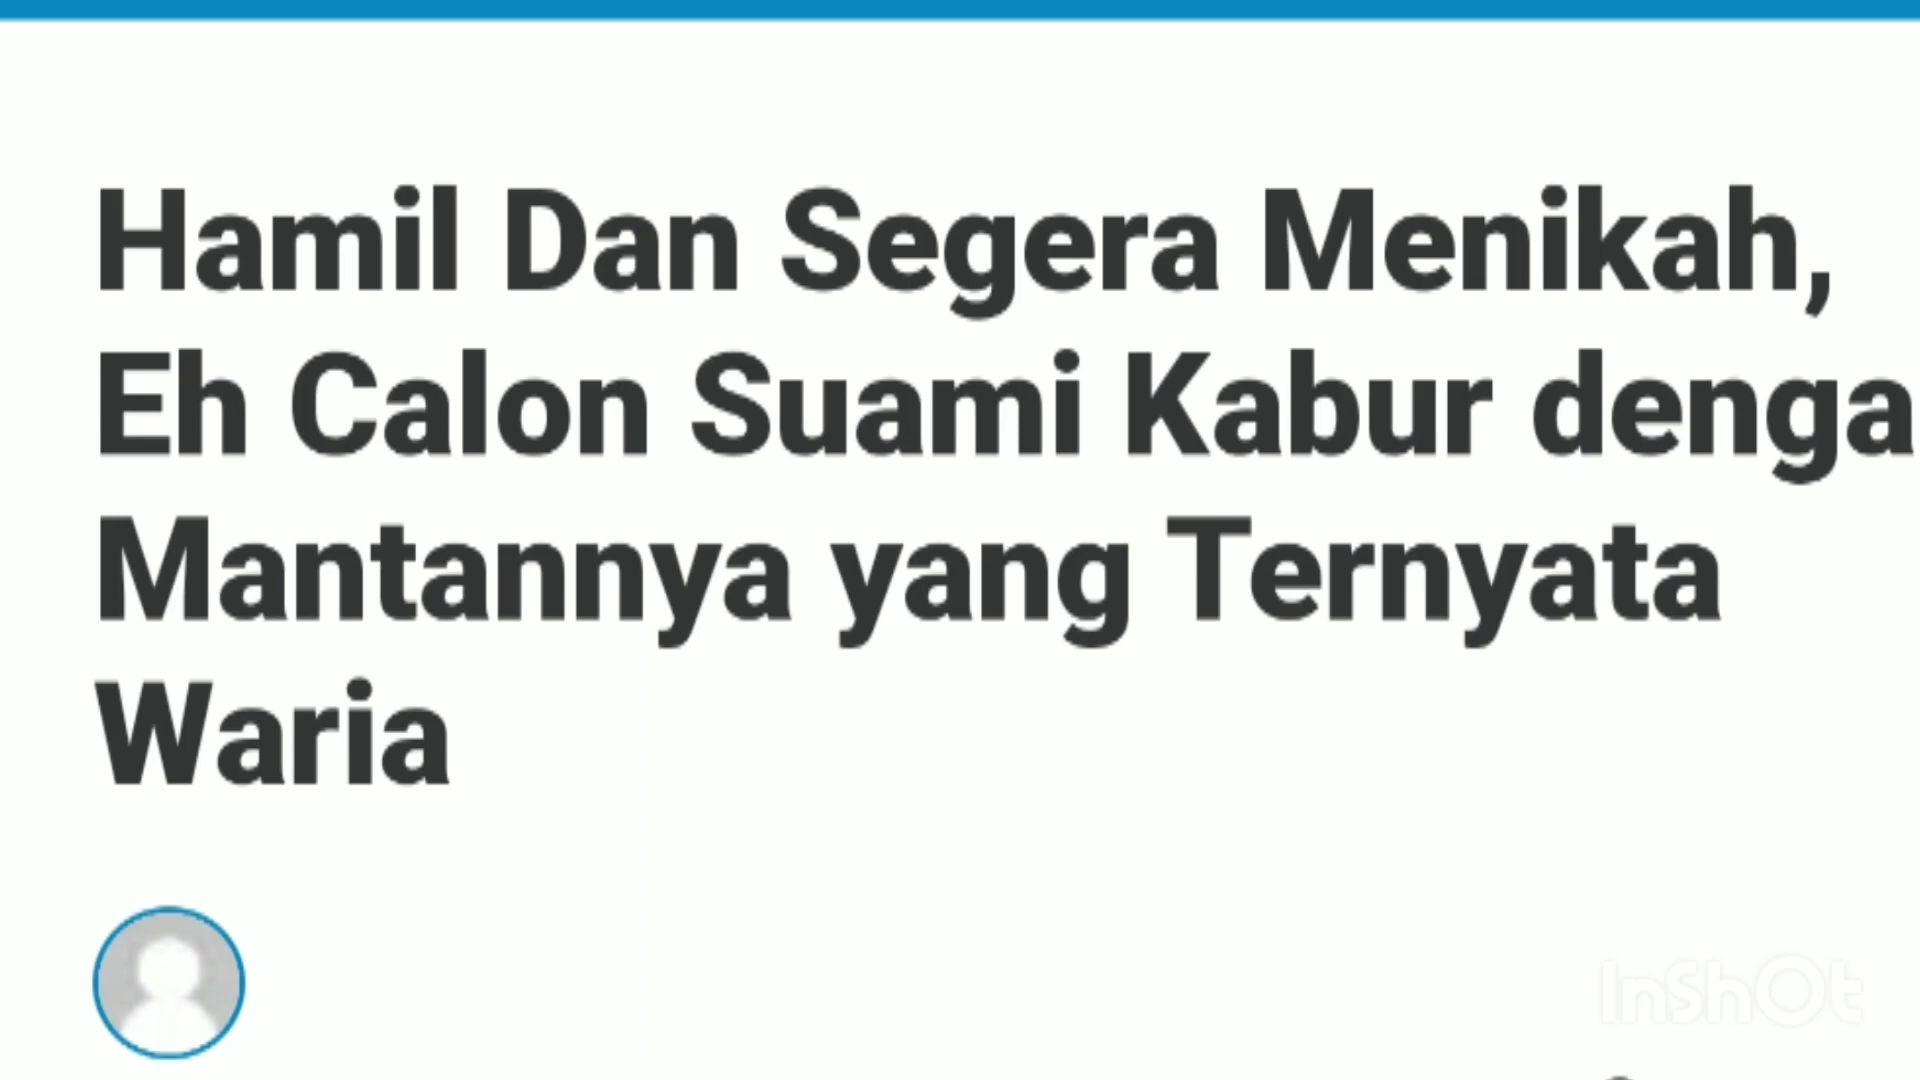 Hamil Dan Segera Menikah,
Eh Calon Suami Kabur denga
Mantannya yang Ternyata
Waria
InShOt